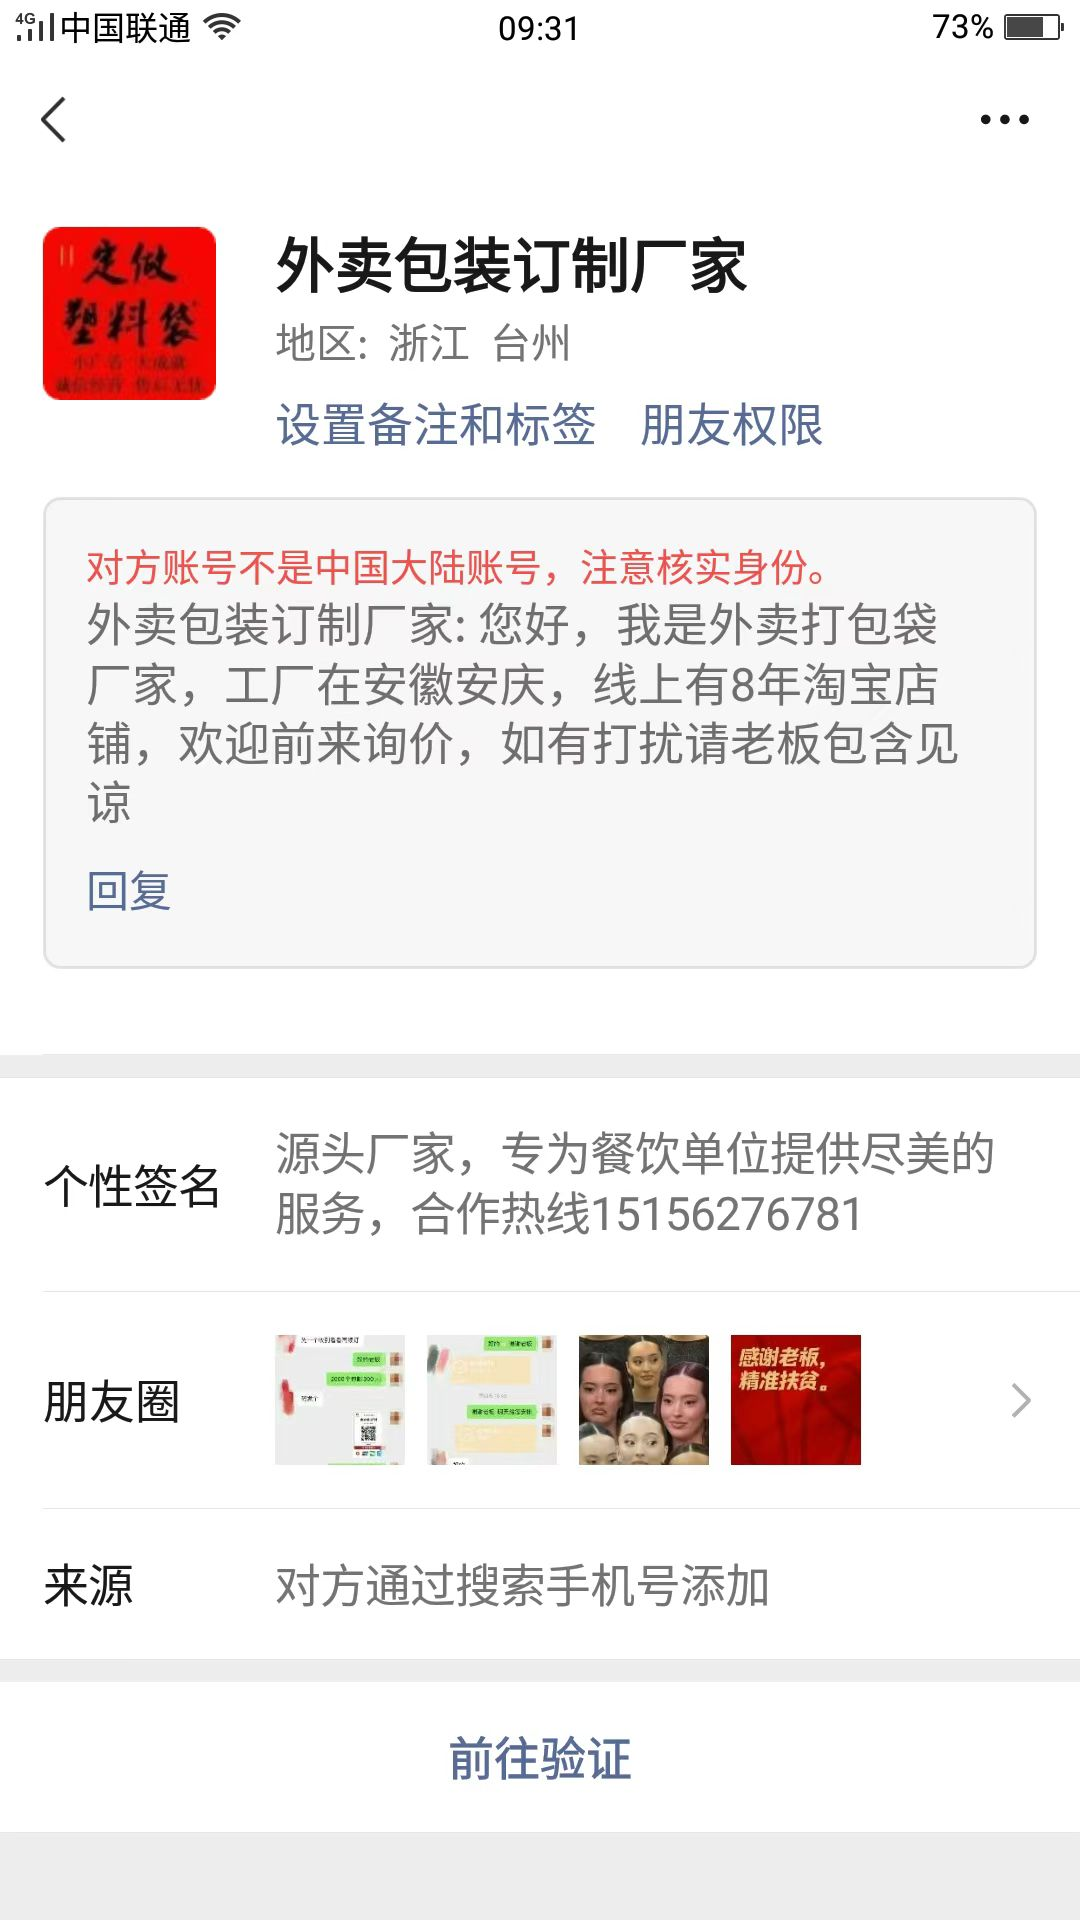 4G 中国联通 09:31 73%
定做
塑料袋
外卖包装订制厂家
地区: 浙江 台州
设置备注和标签 朋友权限
对方账号不是中国大陆账号，注意核实身份。
外卖包装订制厂家: 您好，我是外卖打包袋
厂家，工厂在安徽安庆，线上有8年淘宝店
铺，欢迎前来询价，如有打扰请老板包含见
谅
回复
个性签名
源头厂家，专为餐饮单位提供尽美的
服务，合作热线15156276781
朋友圈
感谢老板，
精准扶贫。
来源 对方通过搜索手机号添加
前往验证